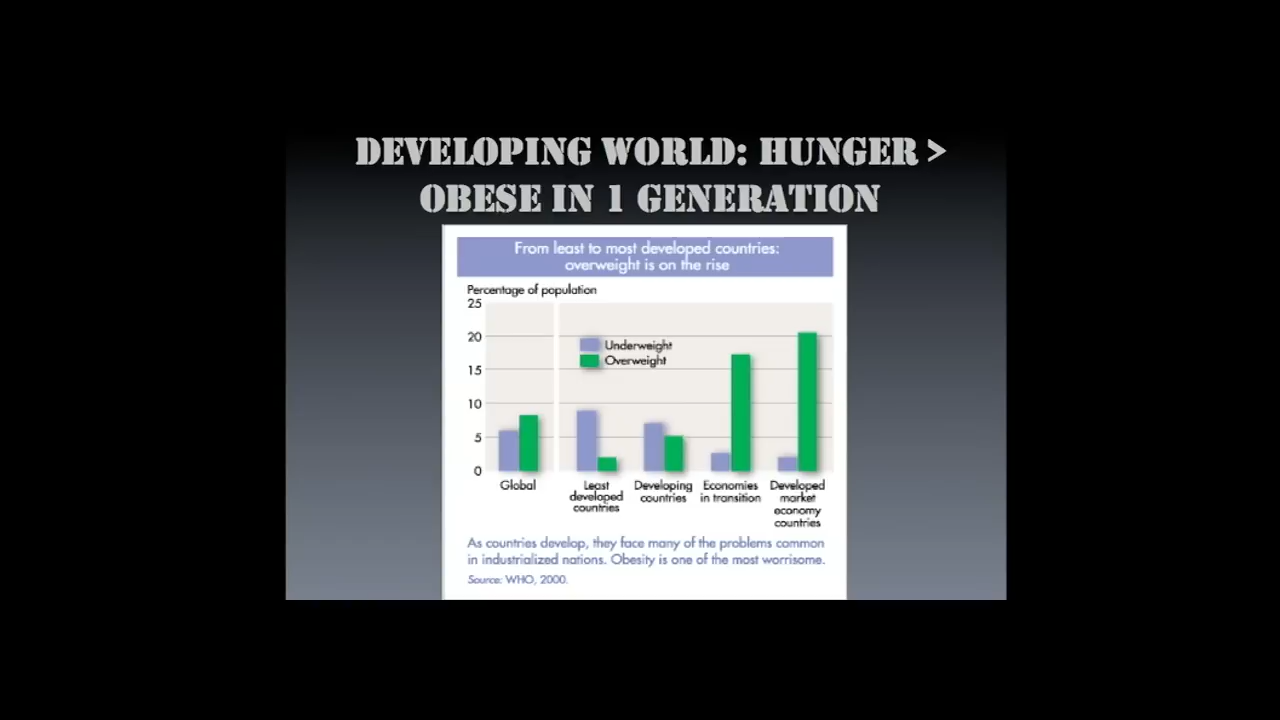 DEVELOPING WORLD: HUNGER >
OBESE IN 1 GENERATION
From least to most developed countries:
overweight is on the rise
Percentage of population
25
20
15
10
5
0
Underweight
Overweight
Global
Least
developed
countries
Developing
countries
Economies
in transition
Developed
market
economy
countries
As countries develop, they face many of the problems common
in industrialized nations. Obesity is one of the most worrisome.
Source: WHO, 2000.